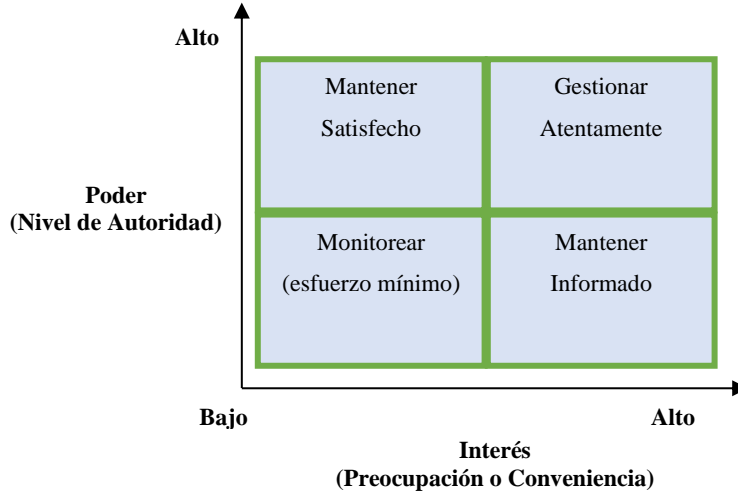 Alto
Mantener
Satisfecho
Gestionar
Atentamente
Poder
(Nivel de Autoridad)
Monitorear
(esfuerzo mínimo)
Mantener
Informado
Bajo
Alto
Interés
(Preocupación o Conveniencia)